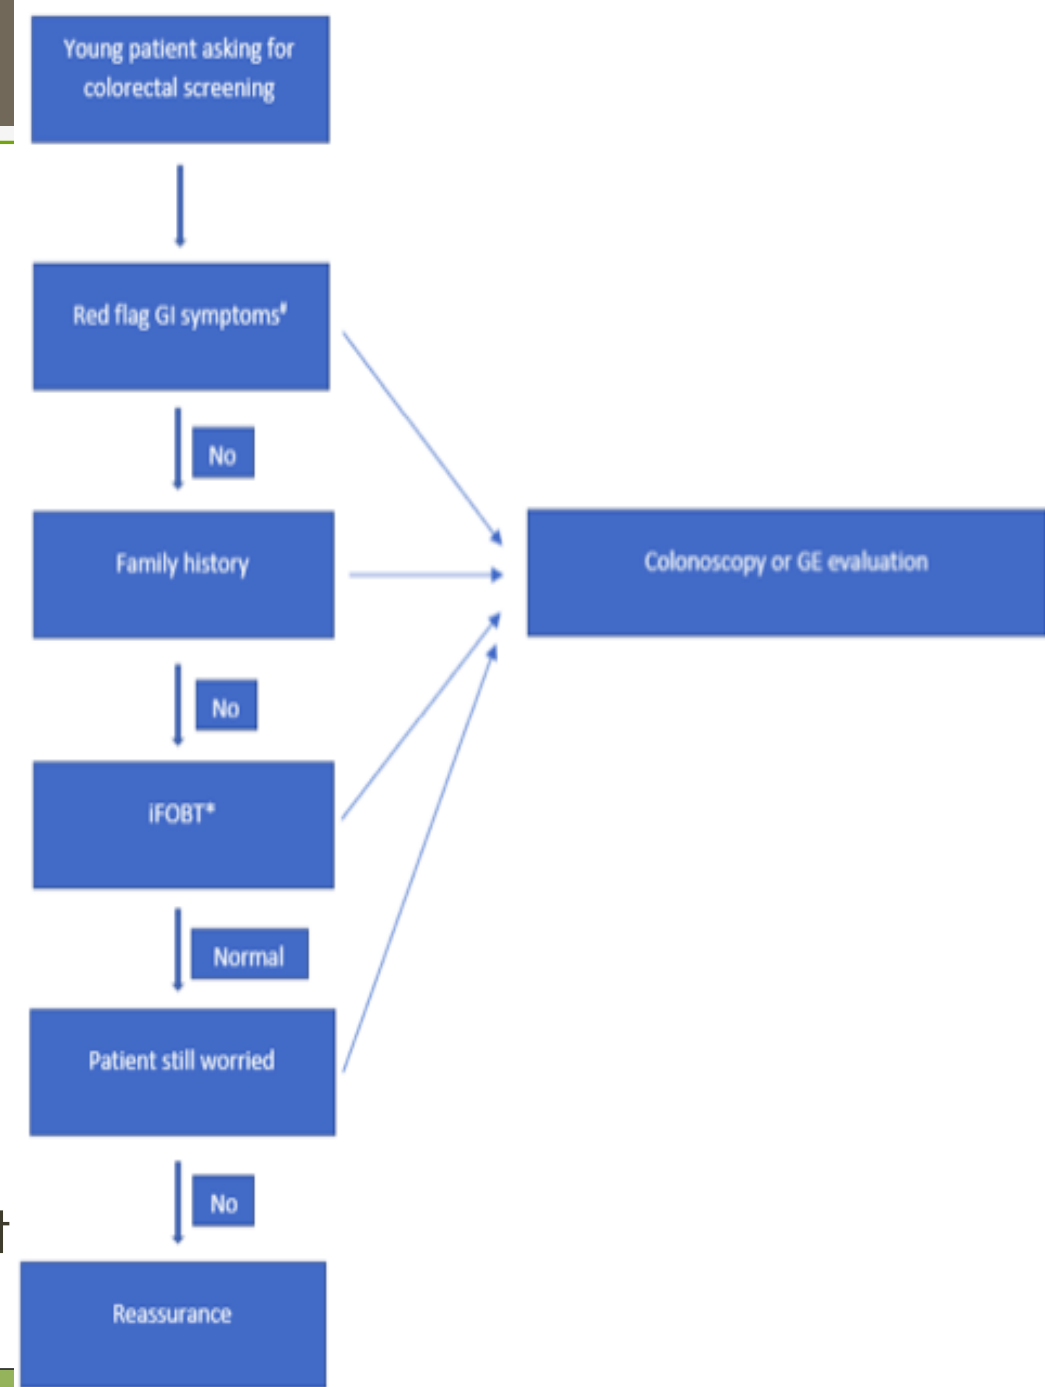 Young patient asking for
colorectal screening
Red flag GI symptoms#
No
Family history
Colonoscopy or GE evaluation
No
iFOBT*
Normal
Patient still worried
No
Reassurance